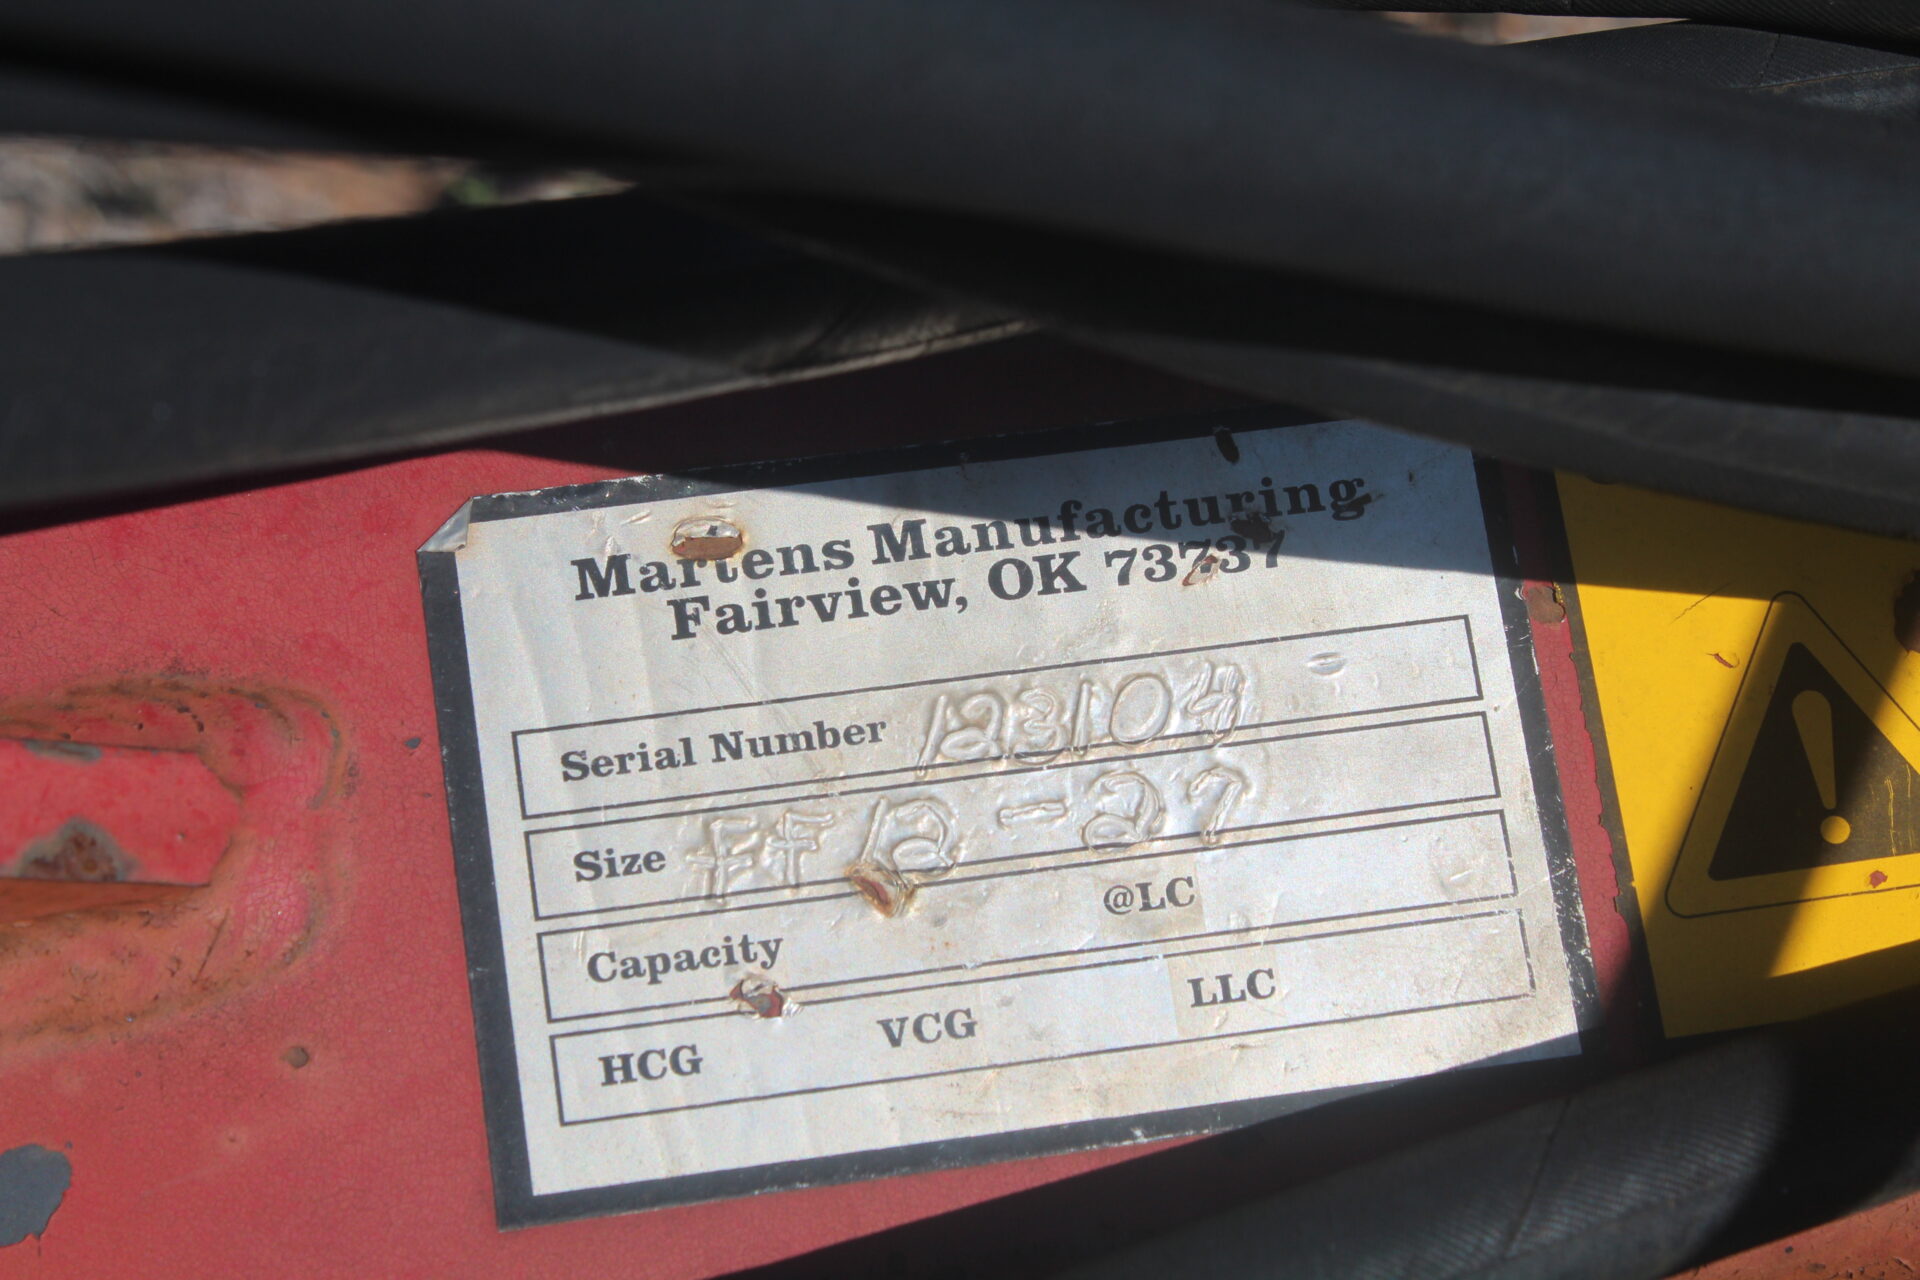 Martens Manufacturing
Fairview, OK 73737
Serial Number 123104
Size FF12-27
Capacity @LC
HCG VCG LLC